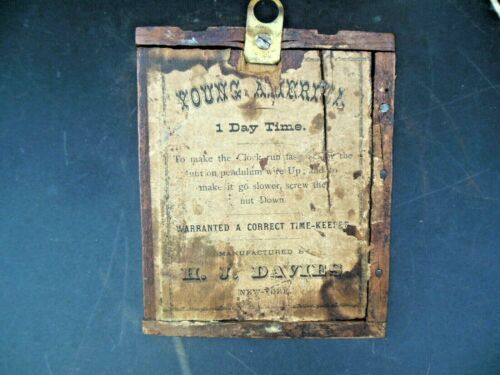 YOUNG AMERICA
1 Day Time.
To make the Clock run fast screw the
nut on pendulum wire Up; and to
make it go slower, screw the
nut Down.
WARRANTED A CORRECT TIME-KEEPER
MANUFACTURED BY
H. J. DAVIES,
NEW-YORK.